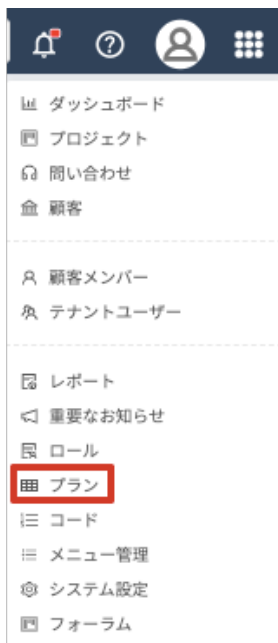 ダッシュボード
プロジェクト
問い合わせ
顧客
顧客メンバー
テナントユーザー
レポート
重要なお知らせ
ロール
プラン
コード
メニュー管理
システム設定
フォーラム